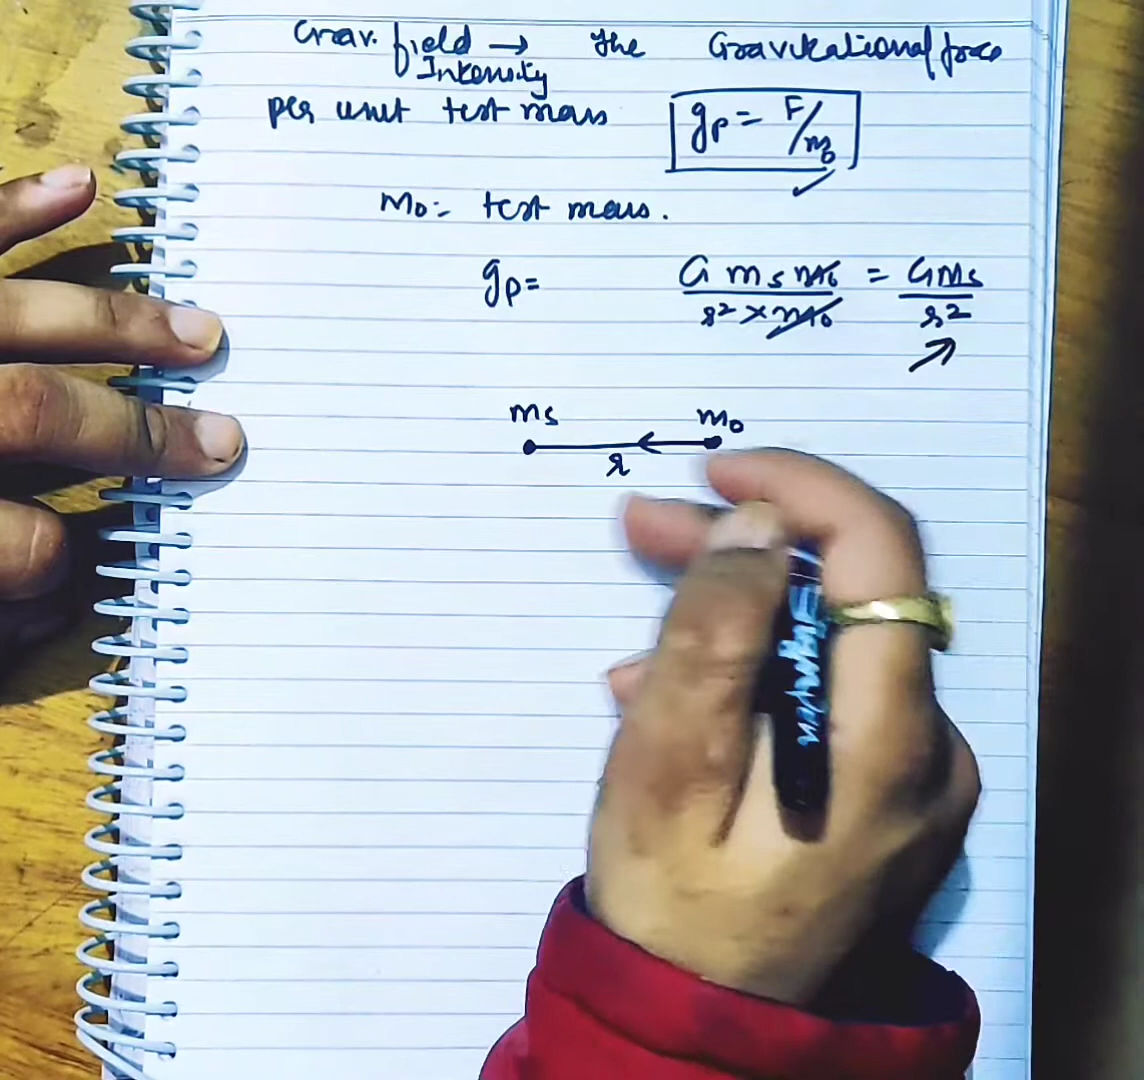 Grav. field → the Gravitational force
Intensity
per unit test mass gp = F/m₀
m₀:- test mass.
gp = G ms m₀ / r² × m₀ = GMs / r²
ms m₀
r